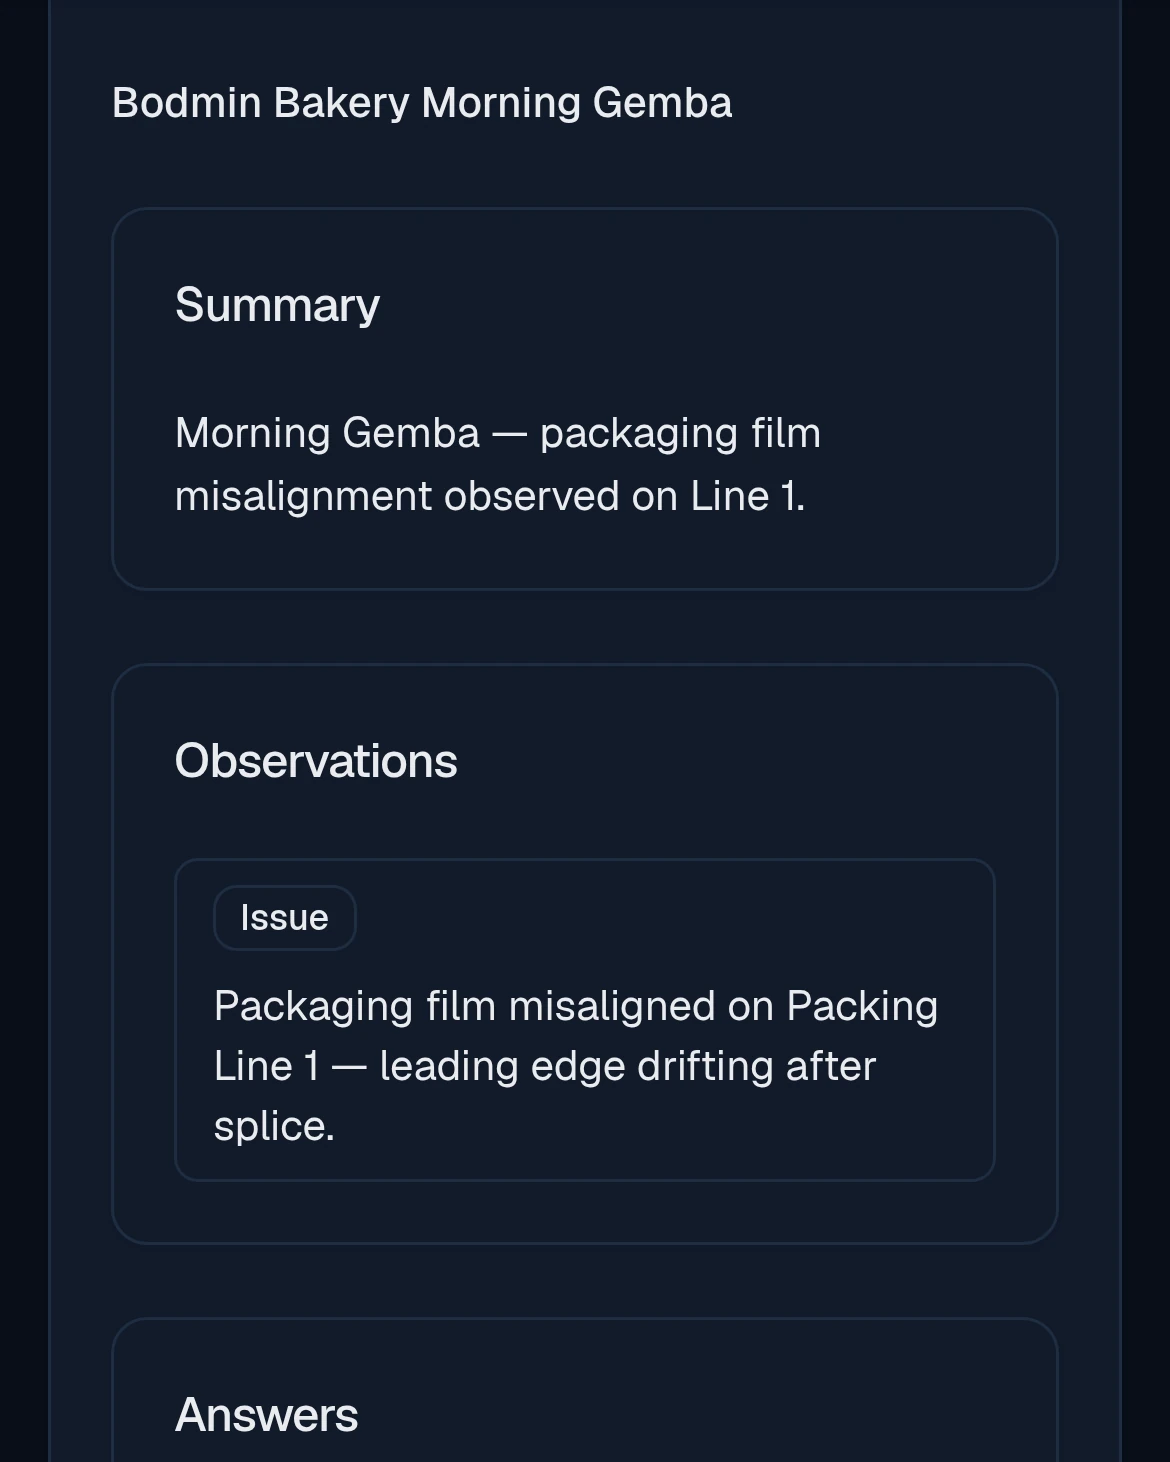 Bodmin Bakery Morning Gemba
Summary
Morning Gemba — packaging film
misalignment observed on Line 1.
Observations
Issue
Packaging film misaligned on Packing
Line 1 — leading edge drifting after
splice.
Answers